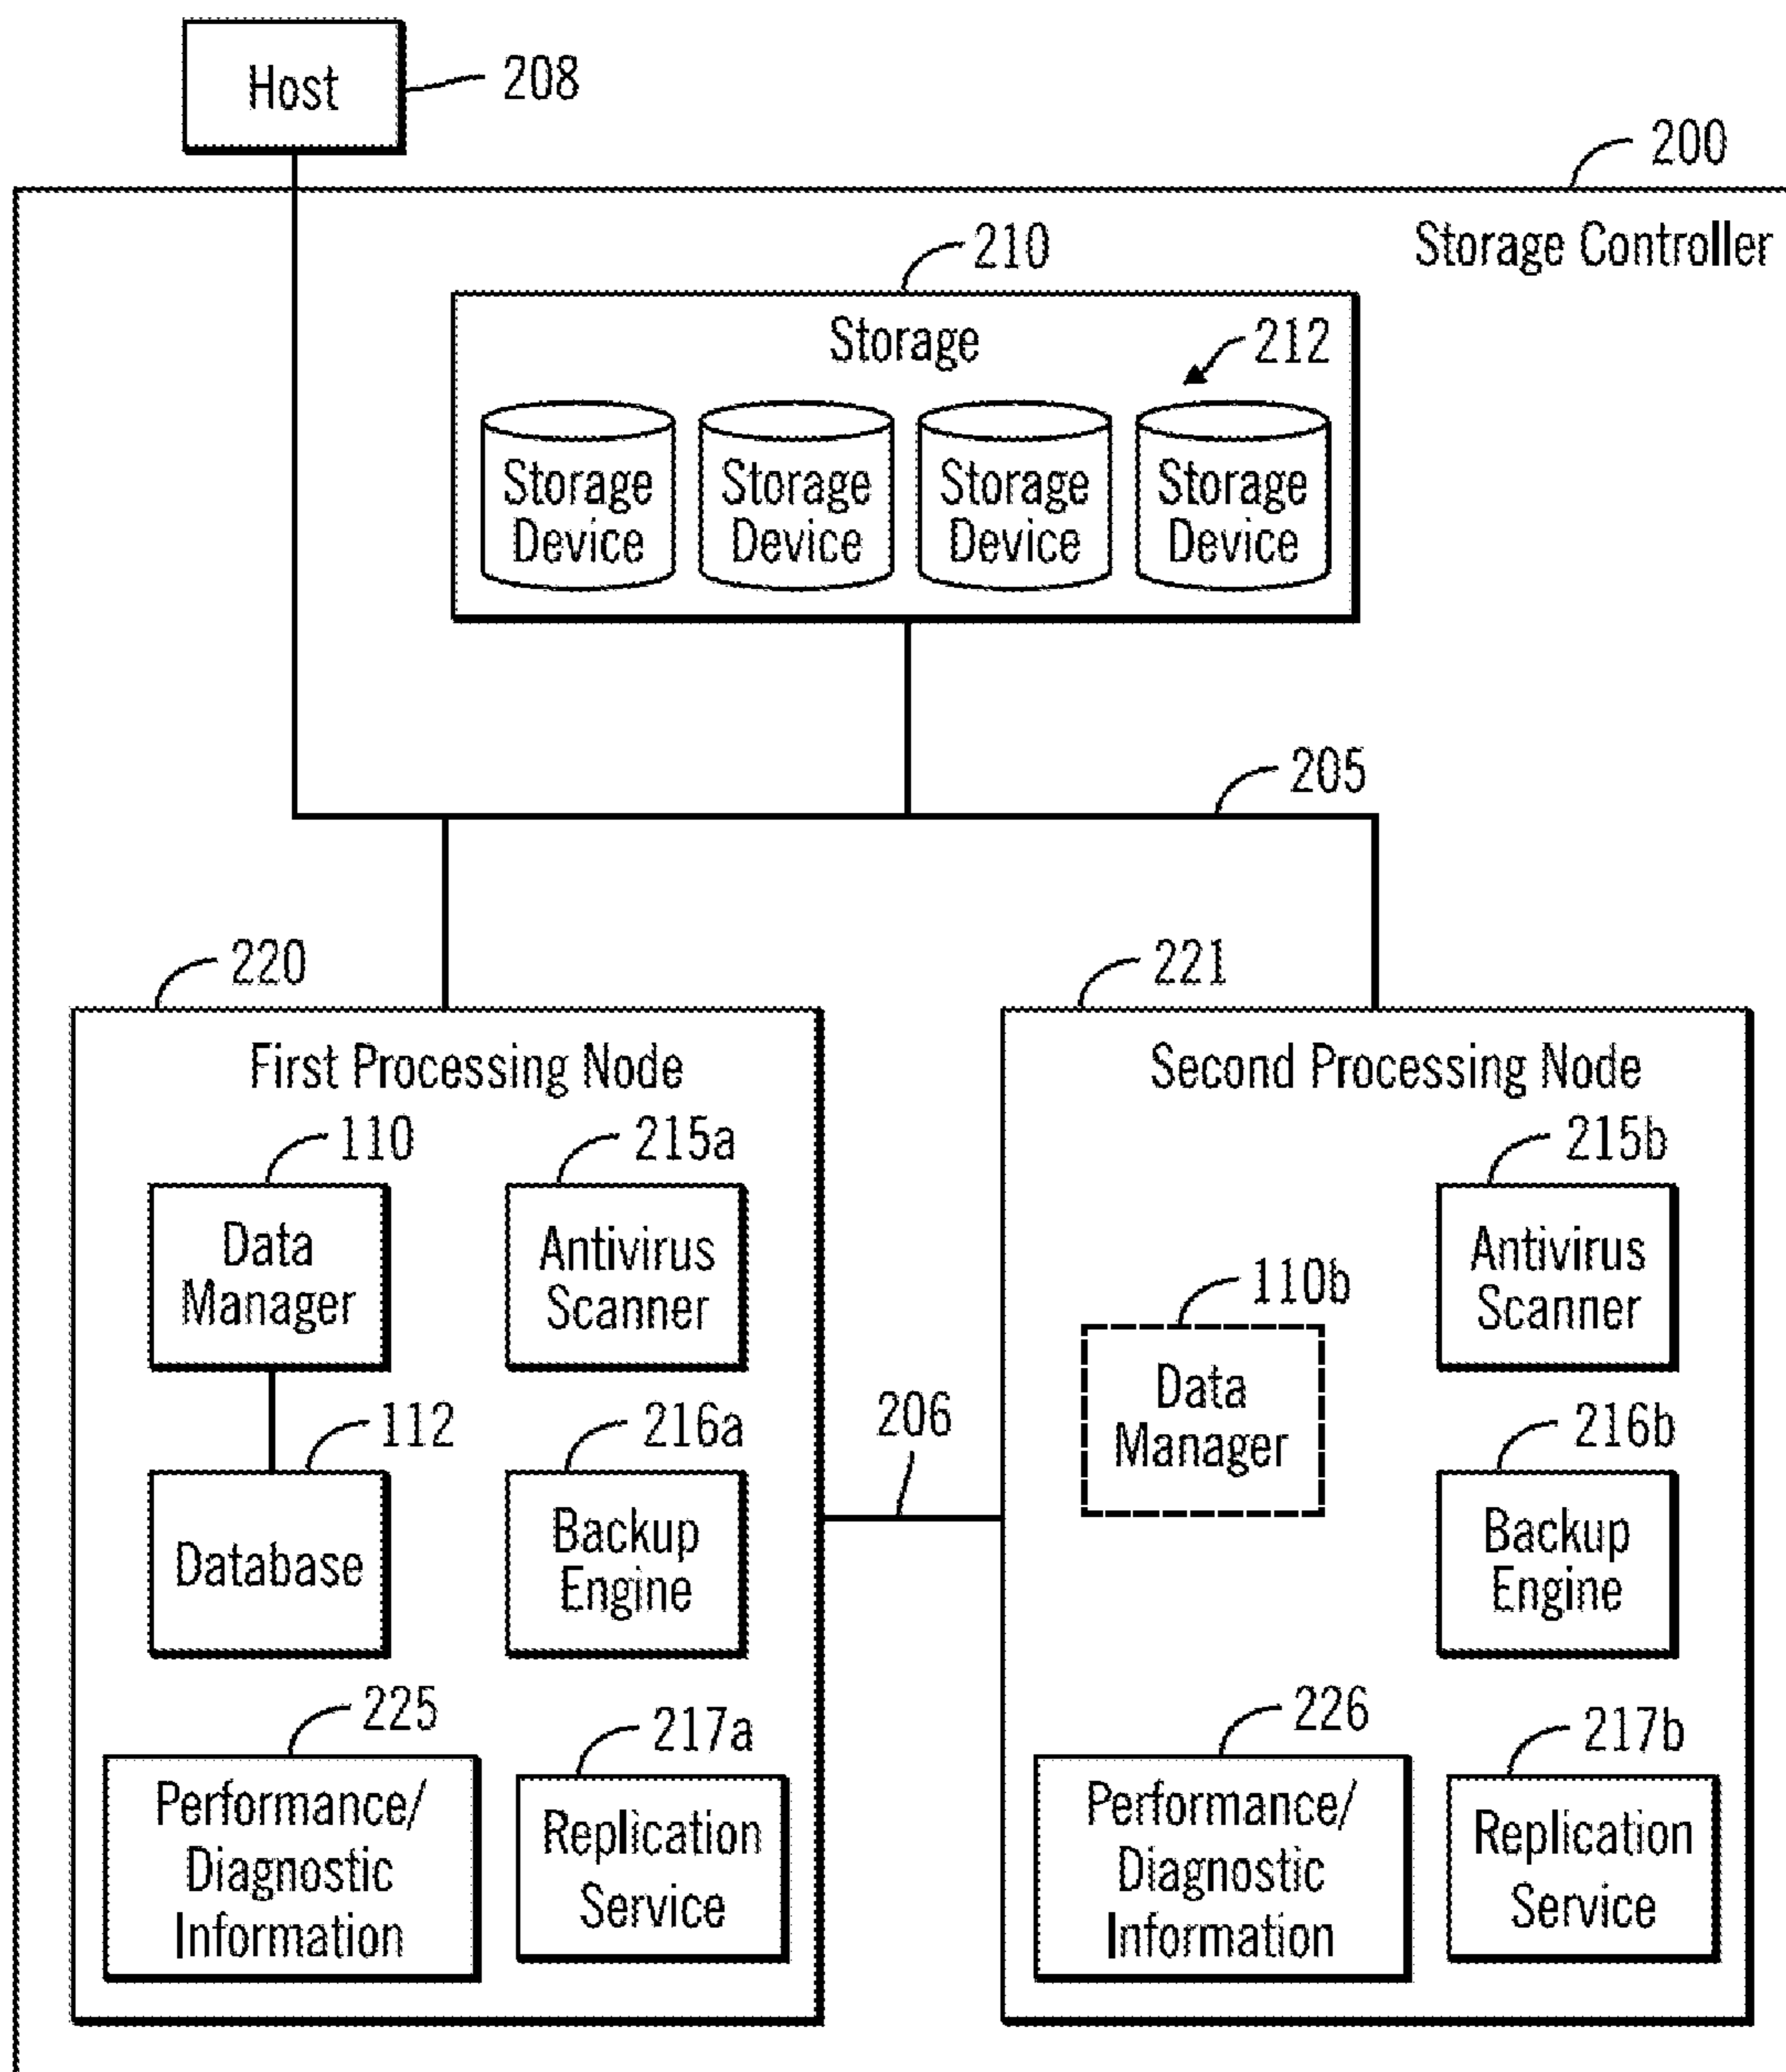 Host
208
200
Storage Controller
210
Storage
212
Storage
Device
Storage
Device
Storage
Device
Storage
Device
205
220
First Processing Node
110
Data
Manager
215a
Antivirus
Scanner
112
Database
216a
Backup
Engine
225
Performance/
Diagnostic
Information
217a
Replication
Service
206
221
Second Processing Node
215b
Antivirus
Scanner
110b
Data
Manager
216b
Backup
Engine
226
Performance/
Diagnostic
Information
217b
Replication
Service